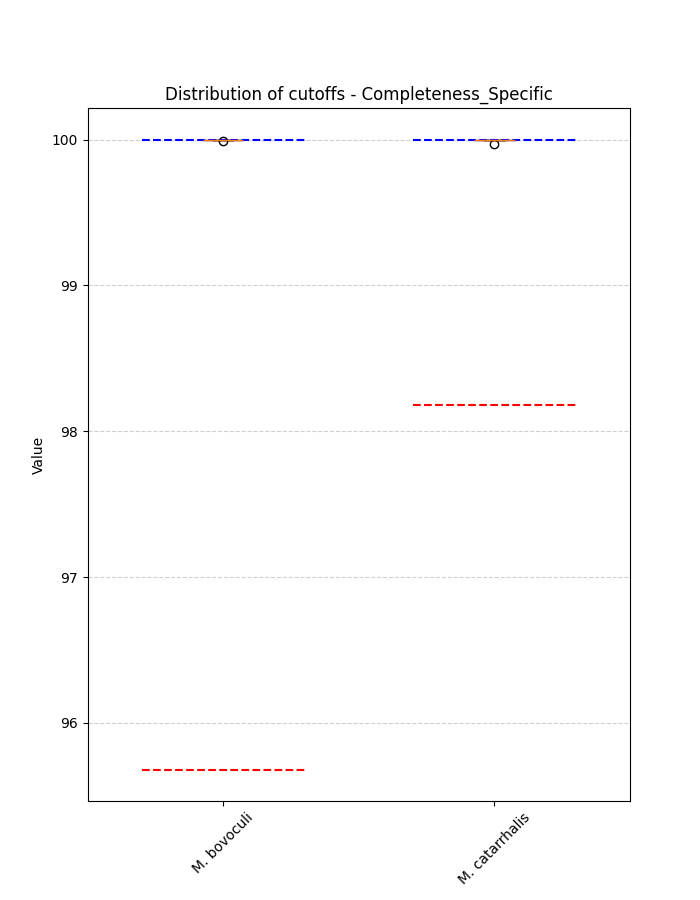 Distribution of cutoffs - Completeness_Specific
100
99
98
97
96
Value
M. bovoculi
M. catarrhalis